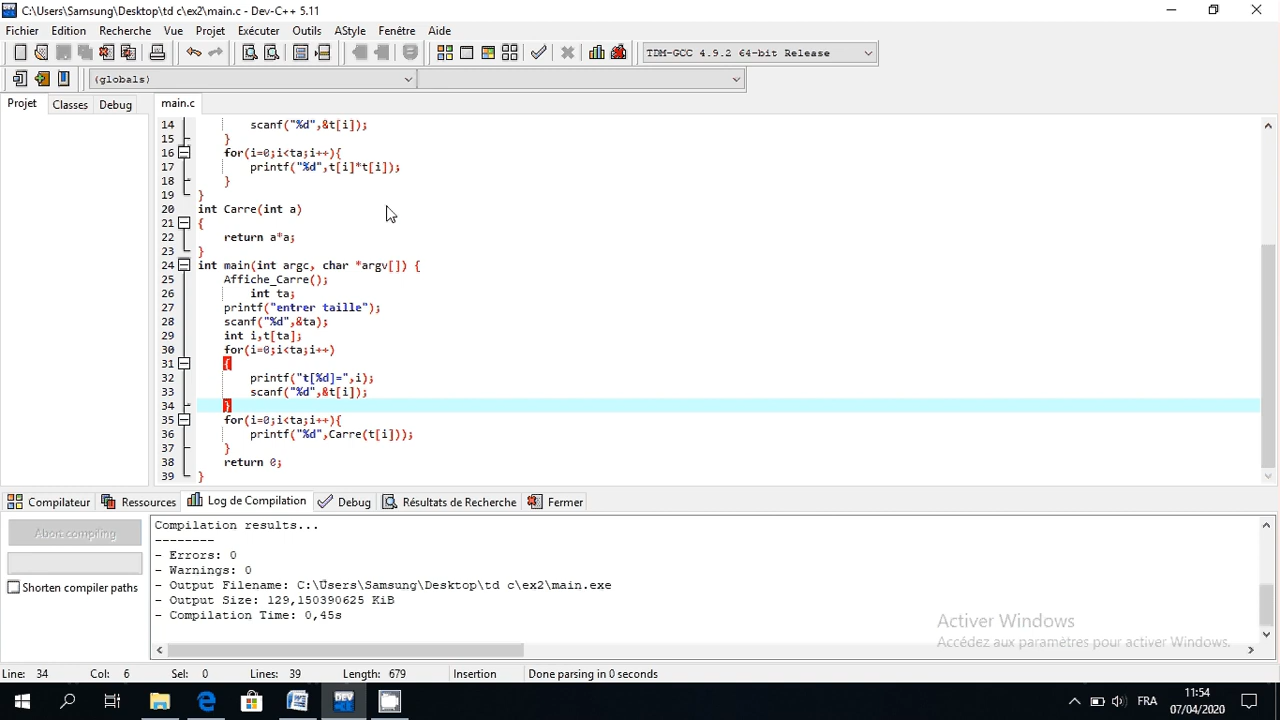 C:\Users\Samsung\Desktop\td c\ex2\main.c - Dev-C++ 5.11
Fichier Edition Recherche Vue Projet Exécuter Outils AStyle Fenêtre Aide
TDM-GCC 4.9.2 64-bit Release
(globals)
Projet Classes Debug main.c
14 scanf("%d",&t[i]);
15 }
16 for(i=0;i<ta;i++){
17 printf("%d",t[i]*t[i]);
18 }
19 }
20 int Carre(int a)
21 {
22 return a*a;
23 }
24 int main(int argc, char *argv[]) {
25 Affiche_Carre();
26 int ta;
27 printf("entrer taille");
28 scanf("%d",&ta);
29 int i,t[ta];
30 for(i=0;i<ta;i++)
31 {
32 printf("t[%d]=",i);
33 scanf("%d",&t[i]);
34 }
35 for(i=0;i<ta;i++){
36 printf("%d",Carre(t[i]));
37 }
38 return 0;
39 }
Compilateur Ressources Log de Compilation Debug Résultats de Recherche Fermer
Abort compiling
Shorten compiler paths
Compilation results...
--------
- Errors: 0
- Warnings: 0
- Output Filename: C:\Users\Samsung\Desktop\td c\ex2\main.exe
- Output Size: 129,150390625 KiB
- Compilation Time: 0,45s
Activer Windows
Accédez aux paramètres pour activer Windows.
Line: 34 Col: 6 Sel: 0 Lines: 39 Length: 679 Insertion Done parsing in 0 seconds
DEV
FRA
11:54
07/04/2020